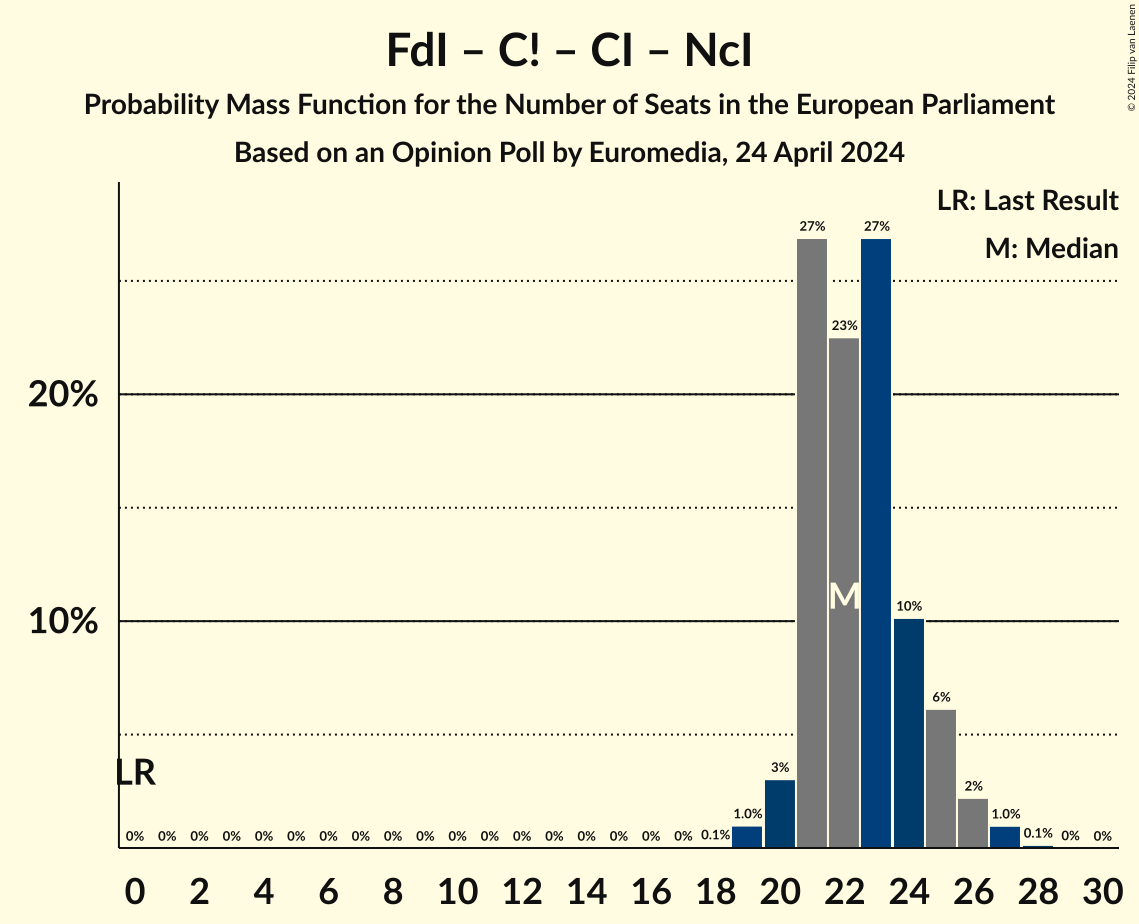 FdI – C! – CI – NcI
Probability Mass Function for the Number of Seats in the European Parliament
Based on an Opinion Poll by Euromedia, 24 April 2024
© 2024 Filip van Laenen
LR: Last Result
M: Median
27% 27%
23%
20%
M
10%
10%
6%
LR
3%
2%
1.0% 1.0%
0% 0% 0% 0% 0% 0% 0% 0% 0% 0% 0% 0% 0% 0% 0% 0% 0% 0% 0.1% 0.1% 0% 0%
0 2 4 6 8 10 12 14 16 18 20 22 24 26 28 30